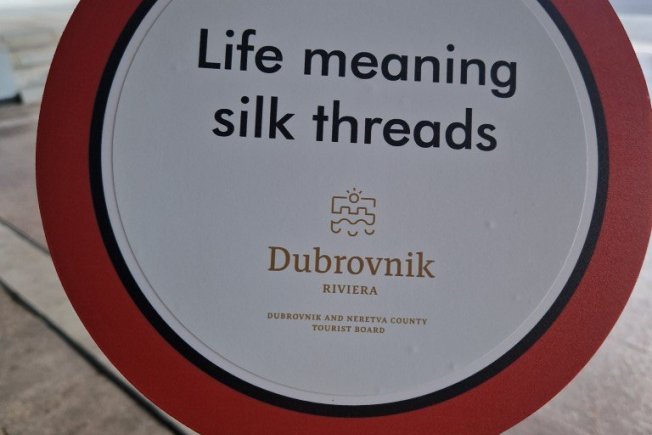 Life meaning
silk threads
Dubrovnik
RIVIERA
DUBROVNIK AND NERETVA COUNTY
TOURIST BOARD